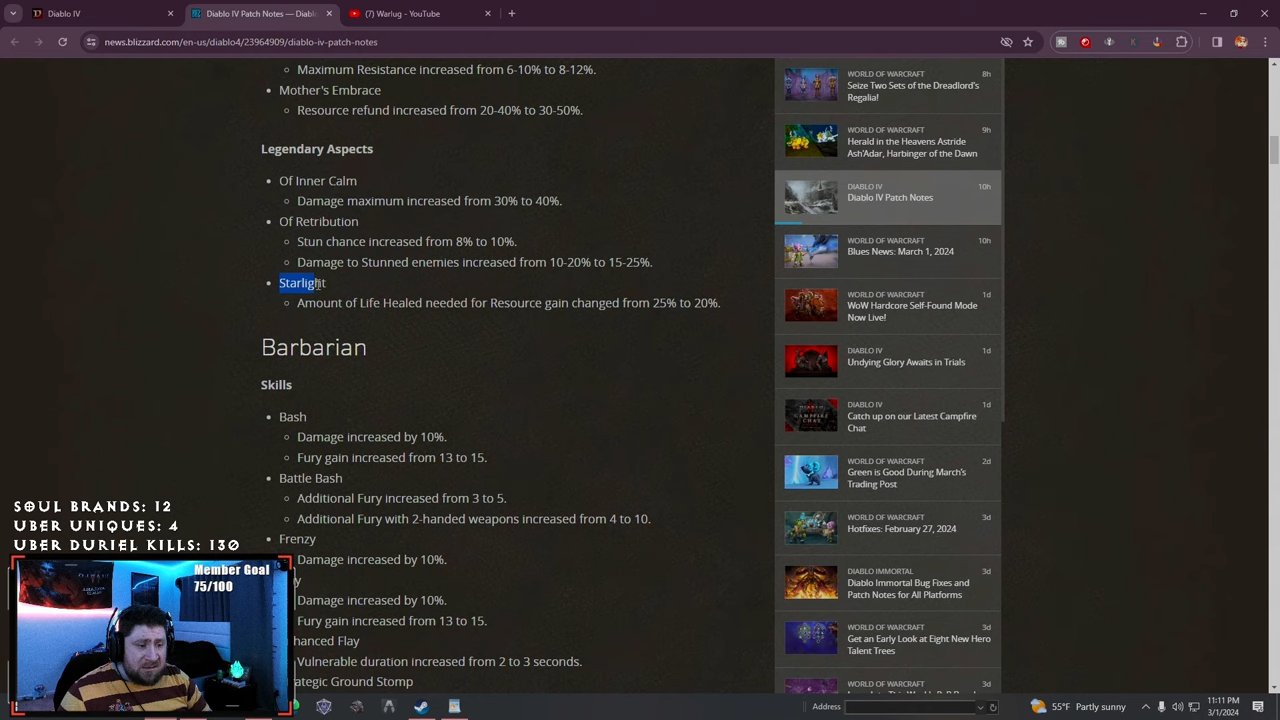 Diablo IV
Diablo IV Patch Notes
(7) Warlug - YouTube
news.blizzard.com/en-us/diablo4/23964909/diablo-iv-patch-notes
Maximum Resistance increased from 6-10% to 8-12%.
Mother's Embrace
Resource refund increased from 20-40% to 30-50%.
Legendary Aspects
Of Inner Calm
Damage maximum increased from 30% to 40%.
Of Retribution
Stun chance increased from 8% to 10%.
Damage to Stunned enemies increased from 10-20% to 15-25%.
Starlight
Amount of Life Healed needed for Resource gain changed from 25% to 20%.
Barbarian
Skills
Bash
Damage increased by 10%.
Fury gain increased from 13 to 15.
Battle Bash
Additional Fury increased from 3 to 5.
Additional Fury with 2-handed weapons increased from 4 to 10.
Frenzy
Damage increased by 10%.
Damage increased by 10%.
Fury gain increased from 13 to 15.
hanced Flay
Vulnerable duration increased from 2 to 3 seconds.
ategic Ground Stomp
WORLD OF WARCRAFT 8h
Seize Two Sets of the Dreadlord's
Regalia!
WORLD OF WARCRAFT 9h
Herald in the Heavens Astride
Ash'Adar, Harbinger of the Dawn
DIABLO IV 10h
Diablo IV Patch Notes
WORLD OF WARCRAFT 10h
Blues News: March 1, 2024
WORLD OF WARCRAFT 1d
WoW Hardcore Self-Found Mode
Now Live!
DIABLO IV 1d
Undying Glory Awaits in Trials
DIABLO IV 1d
Catch up on our Latest Campfire
Chat
WORLD OF WARCRAFT 2d
Green is Good During March's
Trading Post
WORLD OF WARCRAFT 3d
Hotfixes: February 27, 2024
DIABLO IMMORTAL 3d
Diablo Immortal Bug Fixes and
Patch Notes for All Platforms
WORLD OF WARCRAFT 3d
Get an Early Look at Eight New Hero
Talent Trees
WORLD OF WARCRAFT 3d
SOUL BRANDS: 12
UBER UNIQUES: 4
UBER DURIEL KILLS: 130
Member Goal
75/100
Address
55°F Partly sunny
11:11 PM
3/1/2024